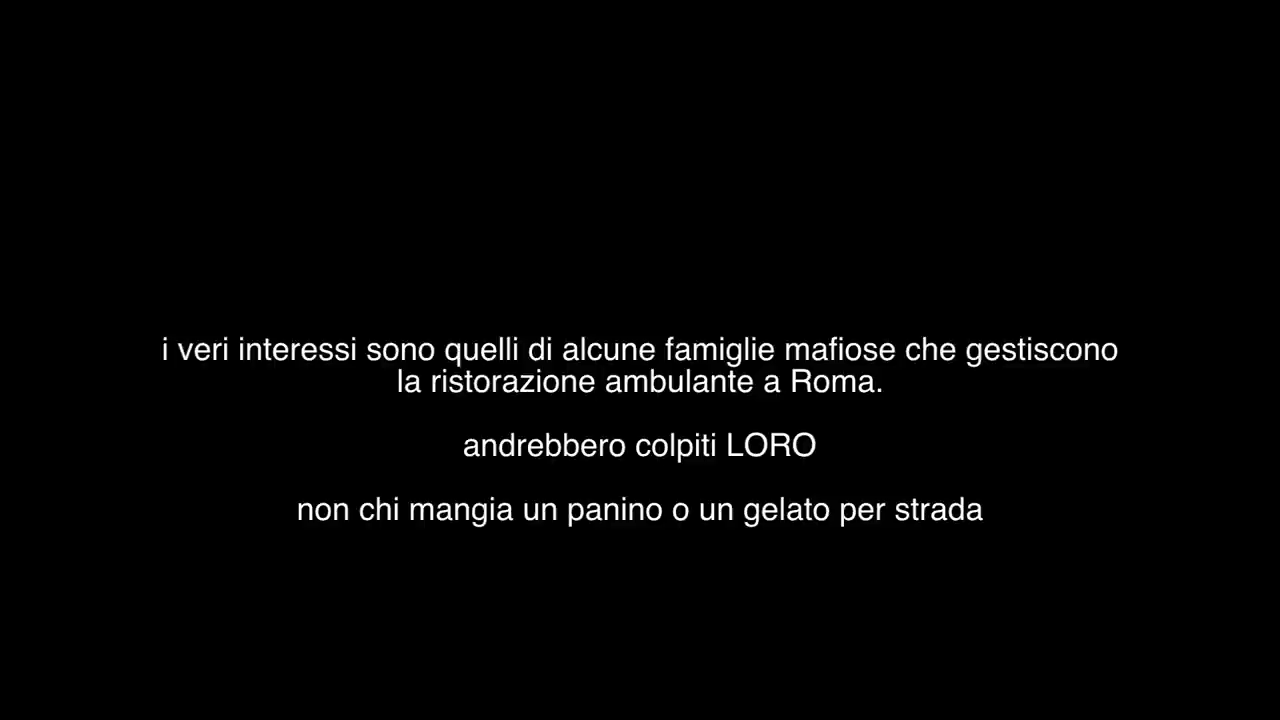 i veri interessi sono quelli di alcune famiglie mafiose che gestiscono
la ristorazione ambulante a Roma.
andrebbero colpiti LORO
non chi mangia un panino o un gelato per strada